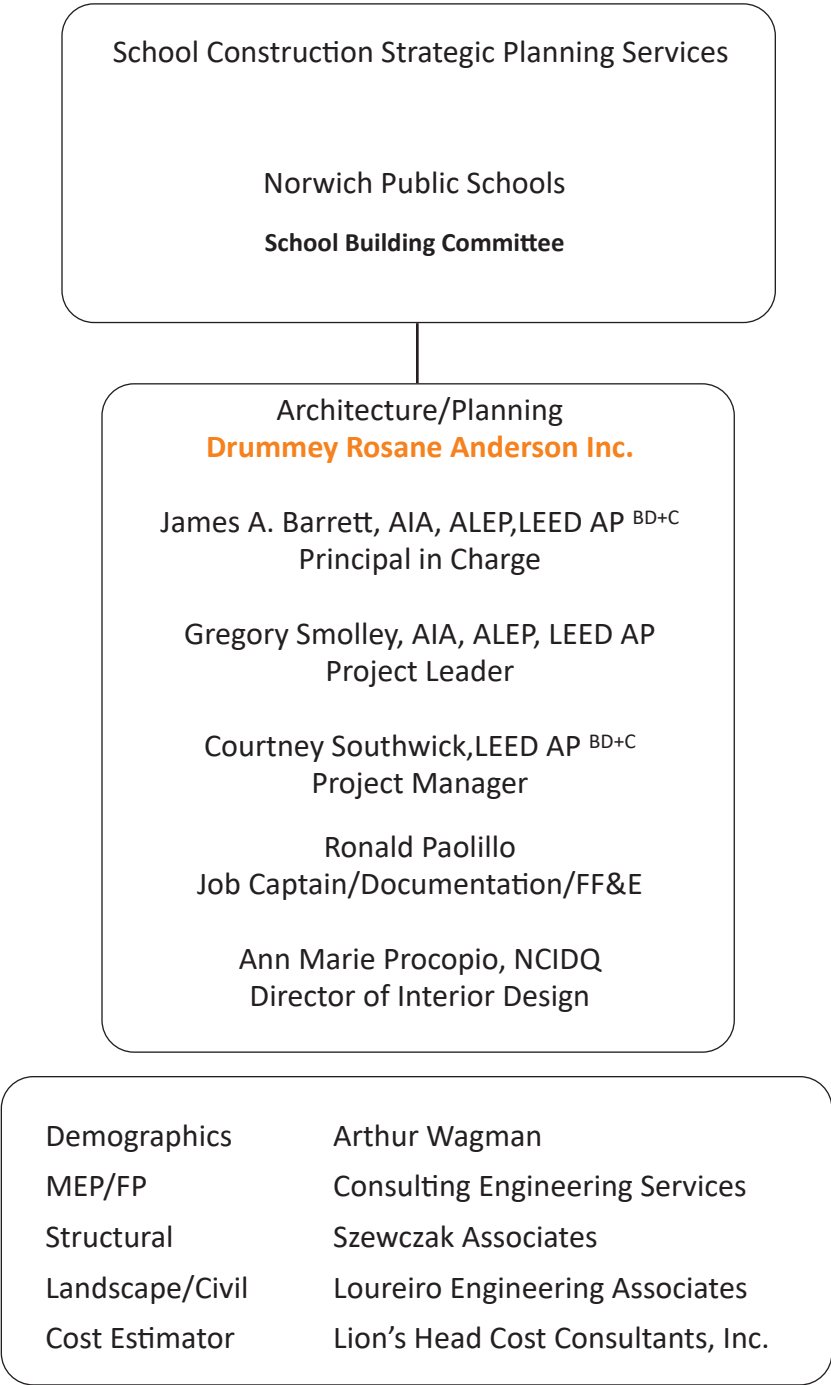 School Construction Strategic Planning Services
Norwich Public Schools
School Building Committee
Architecture/Planning
Drummey Rosane Anderson Inc.
James A. Barrett, AIA, ALEP,LEED AP BD+C
Principal in Charge
Gregory Smolley, AIA, ALEP, LEED AP
Project Leader
Courtney Southwick,LEED AP BD+C
Project Manager
Ronald Paolillo
Job Captain/Documentation/FF&E
Ann Marie Procopio, NCIDQ
Director of Interior Design
Demographics Arthur Wagman
MEP/FP Consulting Engineering Services
Structural Szewczak Associates
Landscape/Civil Loureiro Engineering Associates
Cost Estimator Lion’s Head Cost Consultants, Inc.